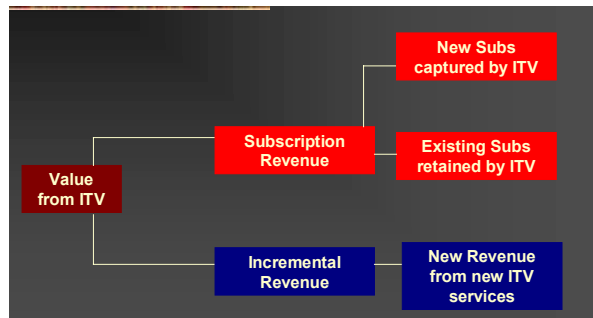 New Subs
captured by ITV
Subscription
Revenue
Existing Subs
retained by ITV
Value
from ITV
Incremental
Revenue
New Revenue
from new ITV
services